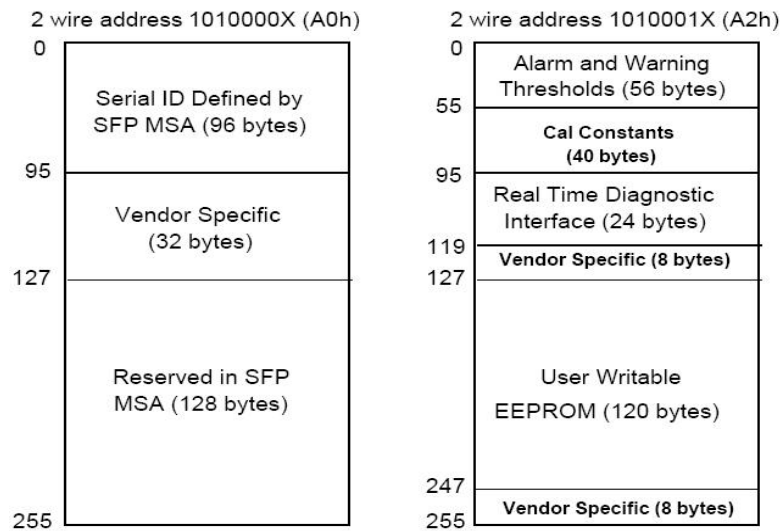 2 wire address 1010000X (A0h)
0
Serial ID Defined by
SFP MSA (96 bytes)
95
Vendor Specific
(32 bytes)
127
Reserved in SFP
MSA (128 bytes)
255
2 wire address 1010001X (A2h)
0
Alarm and Warning
Thresholds (56 bytes)
55
Cal Constants
(40 bytes)
95
Real Time Diagnostic
Interface (24 bytes)
119
Vendor Specific (8 bytes)
127
User Writable
EEPROM (120 bytes)
247
Vendor Specific (8 bytes)
255